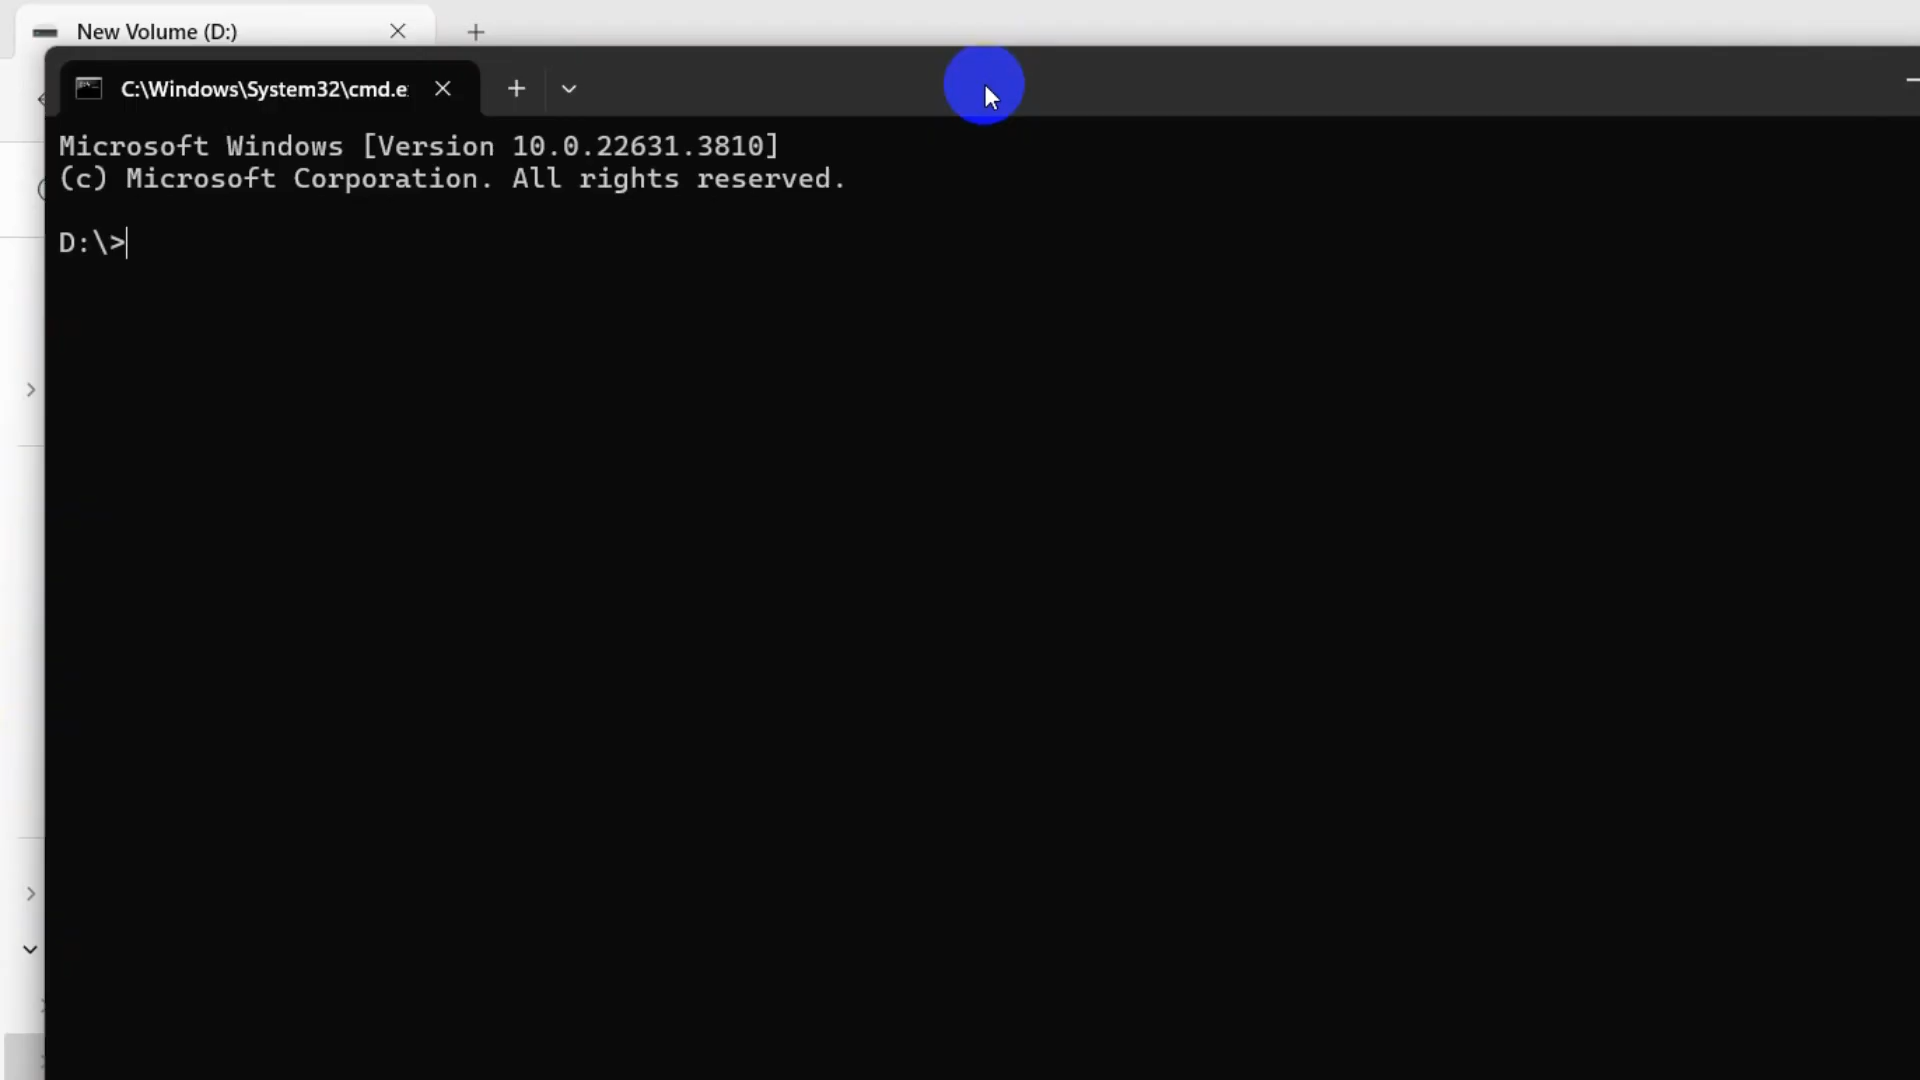 New Volume (D:)
C:\Windows\System32\cmd.e
Microsoft Windows [Version 10.0.22631.3810]
(c) Microsoft Corporation. All rights reserved.
D:\>